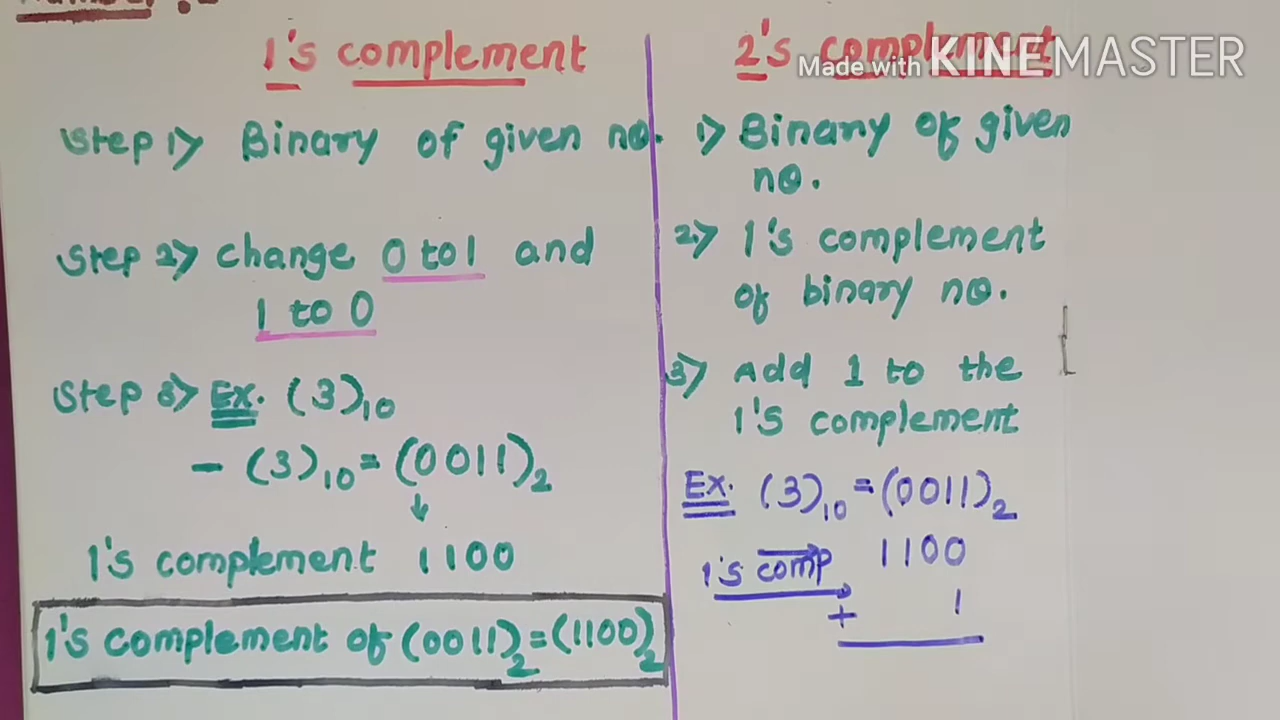 1's complement
Step 1> Binary of given no.
Step 2> change 0 to 1 and
1 to 0
Step 3> Ex. (3)10
- (3)10 = (0011)2
↓
1's complement 1100
1's complement of (0011)2 = (1100)2
2's complement
Made with KINEMASTER
1> Binary of given
no.
2.> 1's complement
of binary no.
3> Add 1 to the
1's complement
Ex. (3)10 = (0011)2
1's comp 1100
+ 1